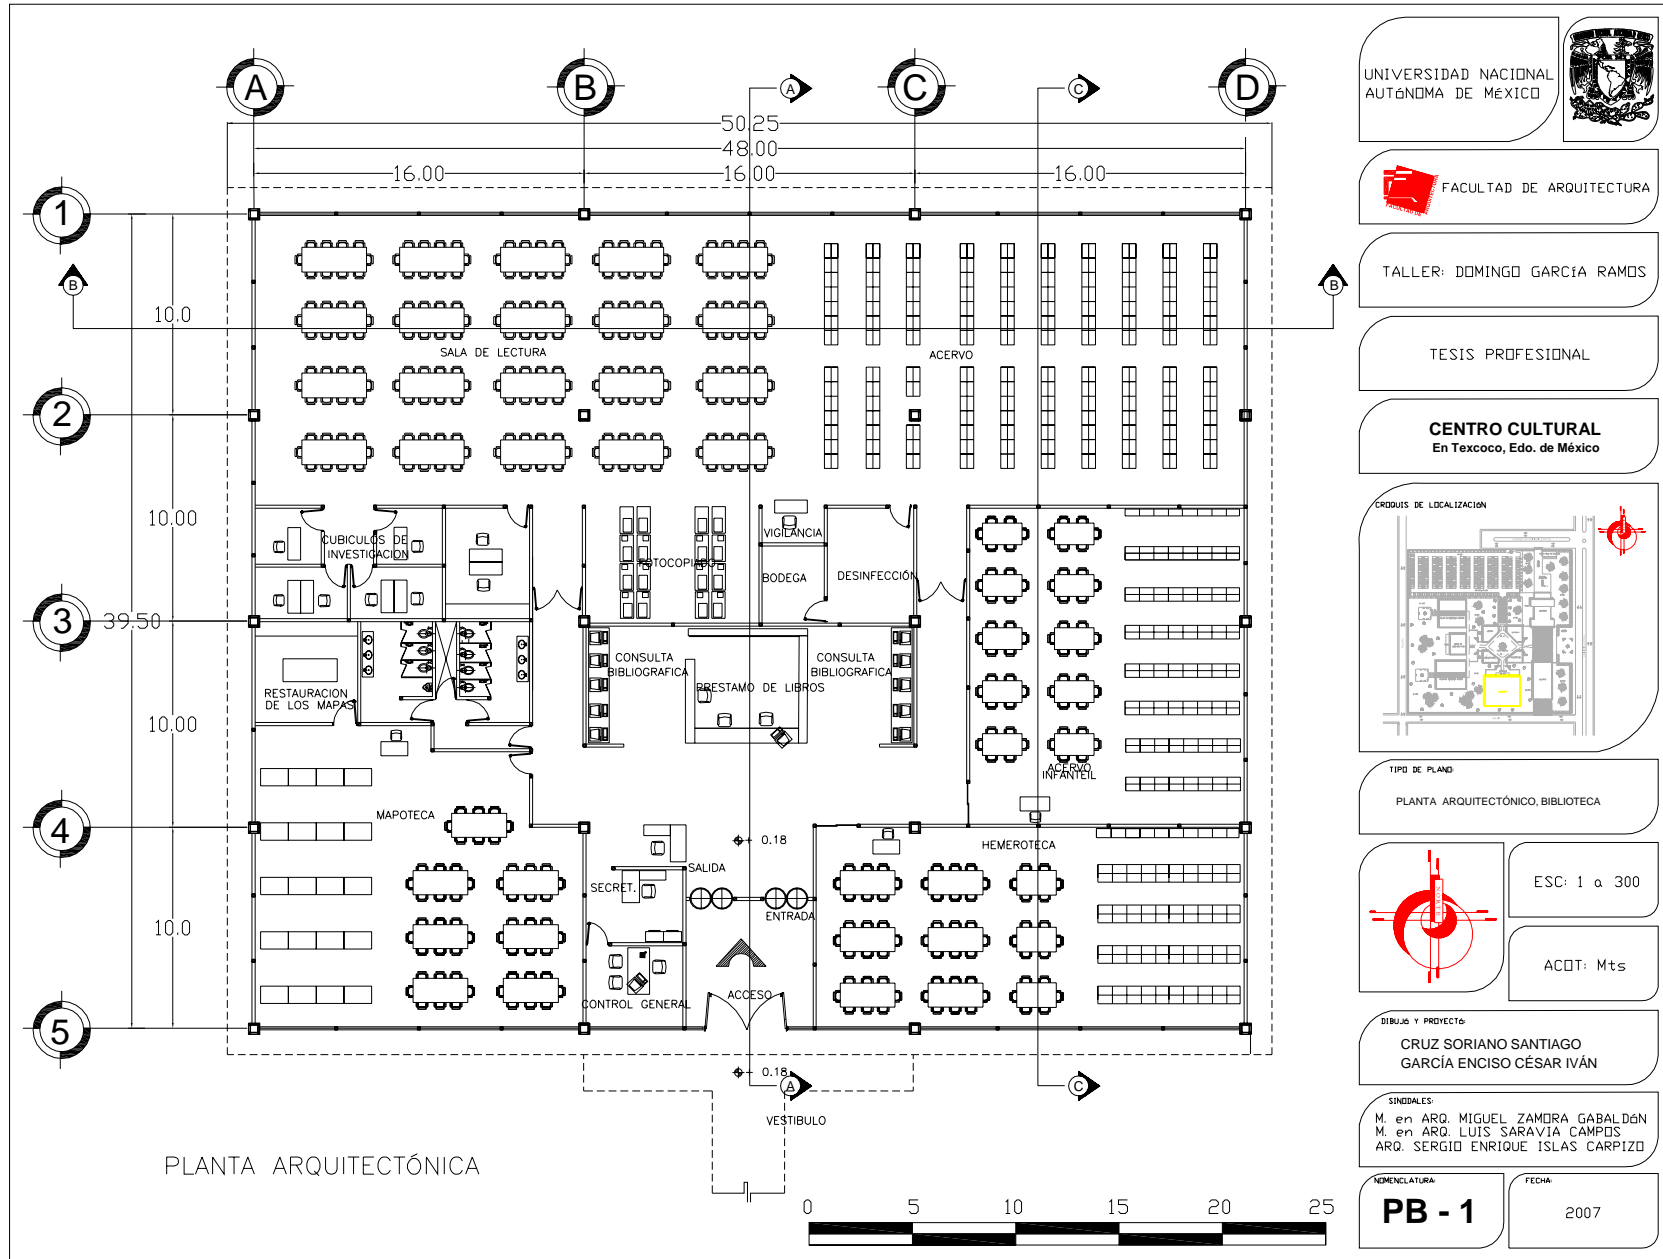 A
B
C
D
A
C
50.25
48.00
16.00
16.00
16.00
1
2
3
4
5
B
B
10.0
10.00
39.50
10.00
10.0
SALA DE LECTURA
ACERVO
CUBICULOS DE
INVESTIGACION
FOTOCOPIADO
VIGILANCIA
BODEGA
DESINFECCIÓN
CONSULTA
BIBLIOGRAFICA
PRESTAMO DE LIBROS
CONSULTA
BIBLIOGRAFICA
RESTAURACION
DE LOS MAPAS
ACERVO
INFANTEIL
MAPOTECA
HEMEROTECA
+ 0.18
SALIDA
SECRET.
ENTRADA
CONTROL GENERAL
ACCESO
+ 0.18
A
C
VESTIBULO
PLANTA ARQUITECTÓNICA
0 5 10 15 20 25
UNIVERSIDAD NACIONAL
AUTóNOMA DE MéXICO
FACULTAD DE ARQUITECTURA
TALLER: DOMINGO GARCíA RAMOS
TESIS PROFESIONAL
CENTRO CULTURAL
En Texcoco, Edo. de México
CROQUIS DE LOCALIZACIóN
TIPO DE PLANO:
PLANTA ARQUITECTÓNICO, BIBLIOTECA
NORTE
ESC: 1 a 300
ACOT: Mts
DIBUJó Y PROYECTó:
CRUZ SORIANO SANTIAGO
GARCÍA ENCISO CÉSAR IVÁN
SINODALES:
M. en ARQ. MIGUEL ZAMORA GABALDóN
M. en ARQ. LUIS SARAVIA CAMPOS
ARQ. SERGIO ENRIQUE ISLAS CARPIZO
NOMENCLATURA:
PB - 1
FECHA:
2007